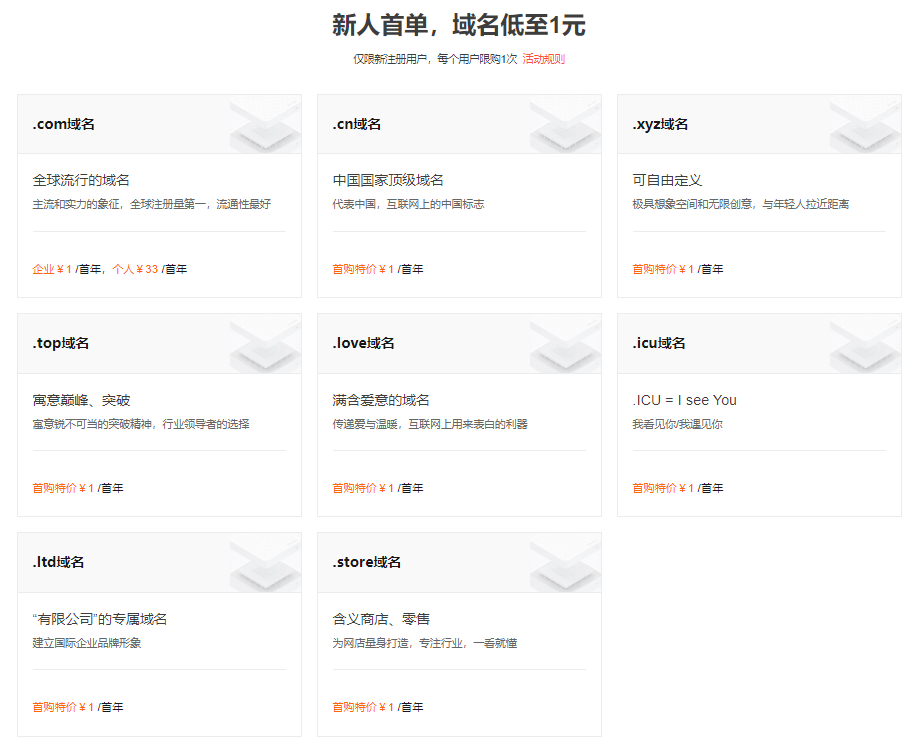 新人首单，域名低至1元
仅限新注册用户，每个用户限购1次 活动规则
.com域名
全球流行的域名
主流和实力的象征，全球注册量第一，流通性最好
企业￥1 /首年，个人￥33 /首年
.cn域名
中国国家顶级域名
代表中国，互联网上的中国标志
首购特价￥1 /首年
.xyz域名
可自由定义
极具想象空间和无限创意，与年轻人拉近距离
首购特价￥1 /首年
.top域名
寓意巅峰、突破
寓意锐不可当的突破精神，行业领导者的选择
首购特价￥1 /首年
.love域名
满含爱意的域名
传递爱与温暖，互联网上用来表白的利器
首购特价￥1 /首年
.icu域名
.ICU = I see You
我看见你/我遇见你
首购特价￥1 /首年
.ltd域名
“有限公司”的专属域名
建立国际企业品牌形象
首购特价￥1 /首年
.store域名
含义商店、零售
为网店量身打造，专注行业，一看就懂
首购特价￥1 /首年